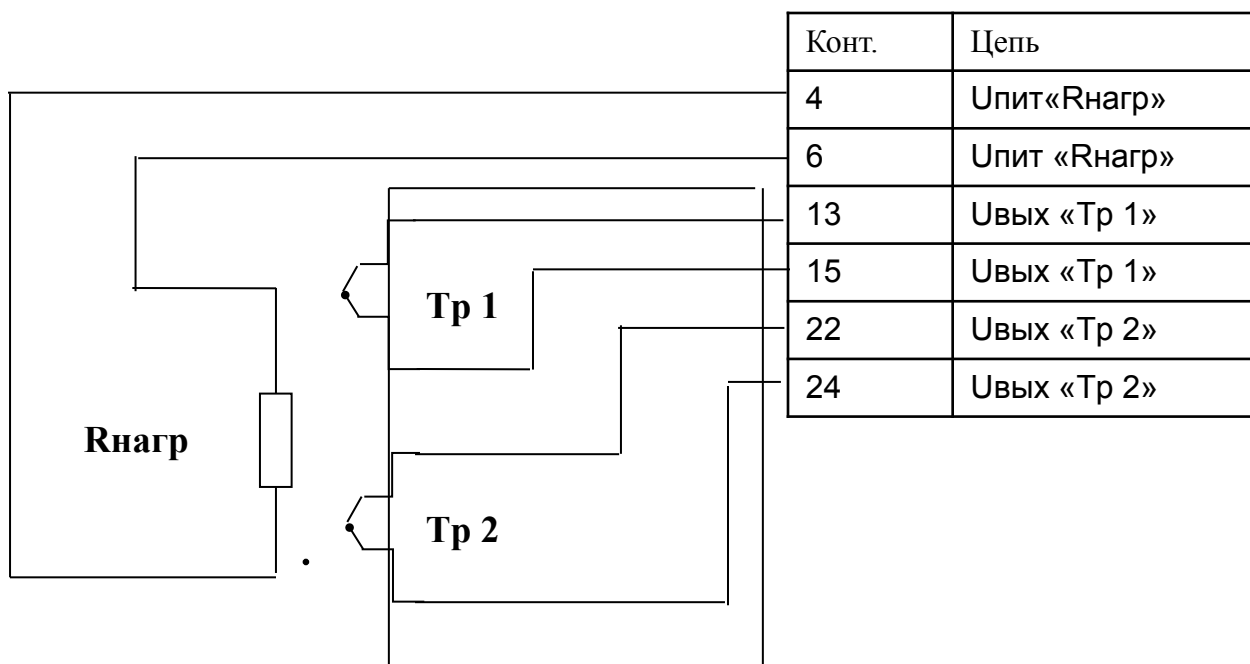 Конт. Цепь
4 Uпит«Rнагр»
6 Uпит «Rнагр»
13 Uвых «Тр 1»
15 Uвых «Тр 1»
22 Uвых «Тр 2»
24 Uвых «Тр 2»
Тр 1
Rнагр
Тр 2